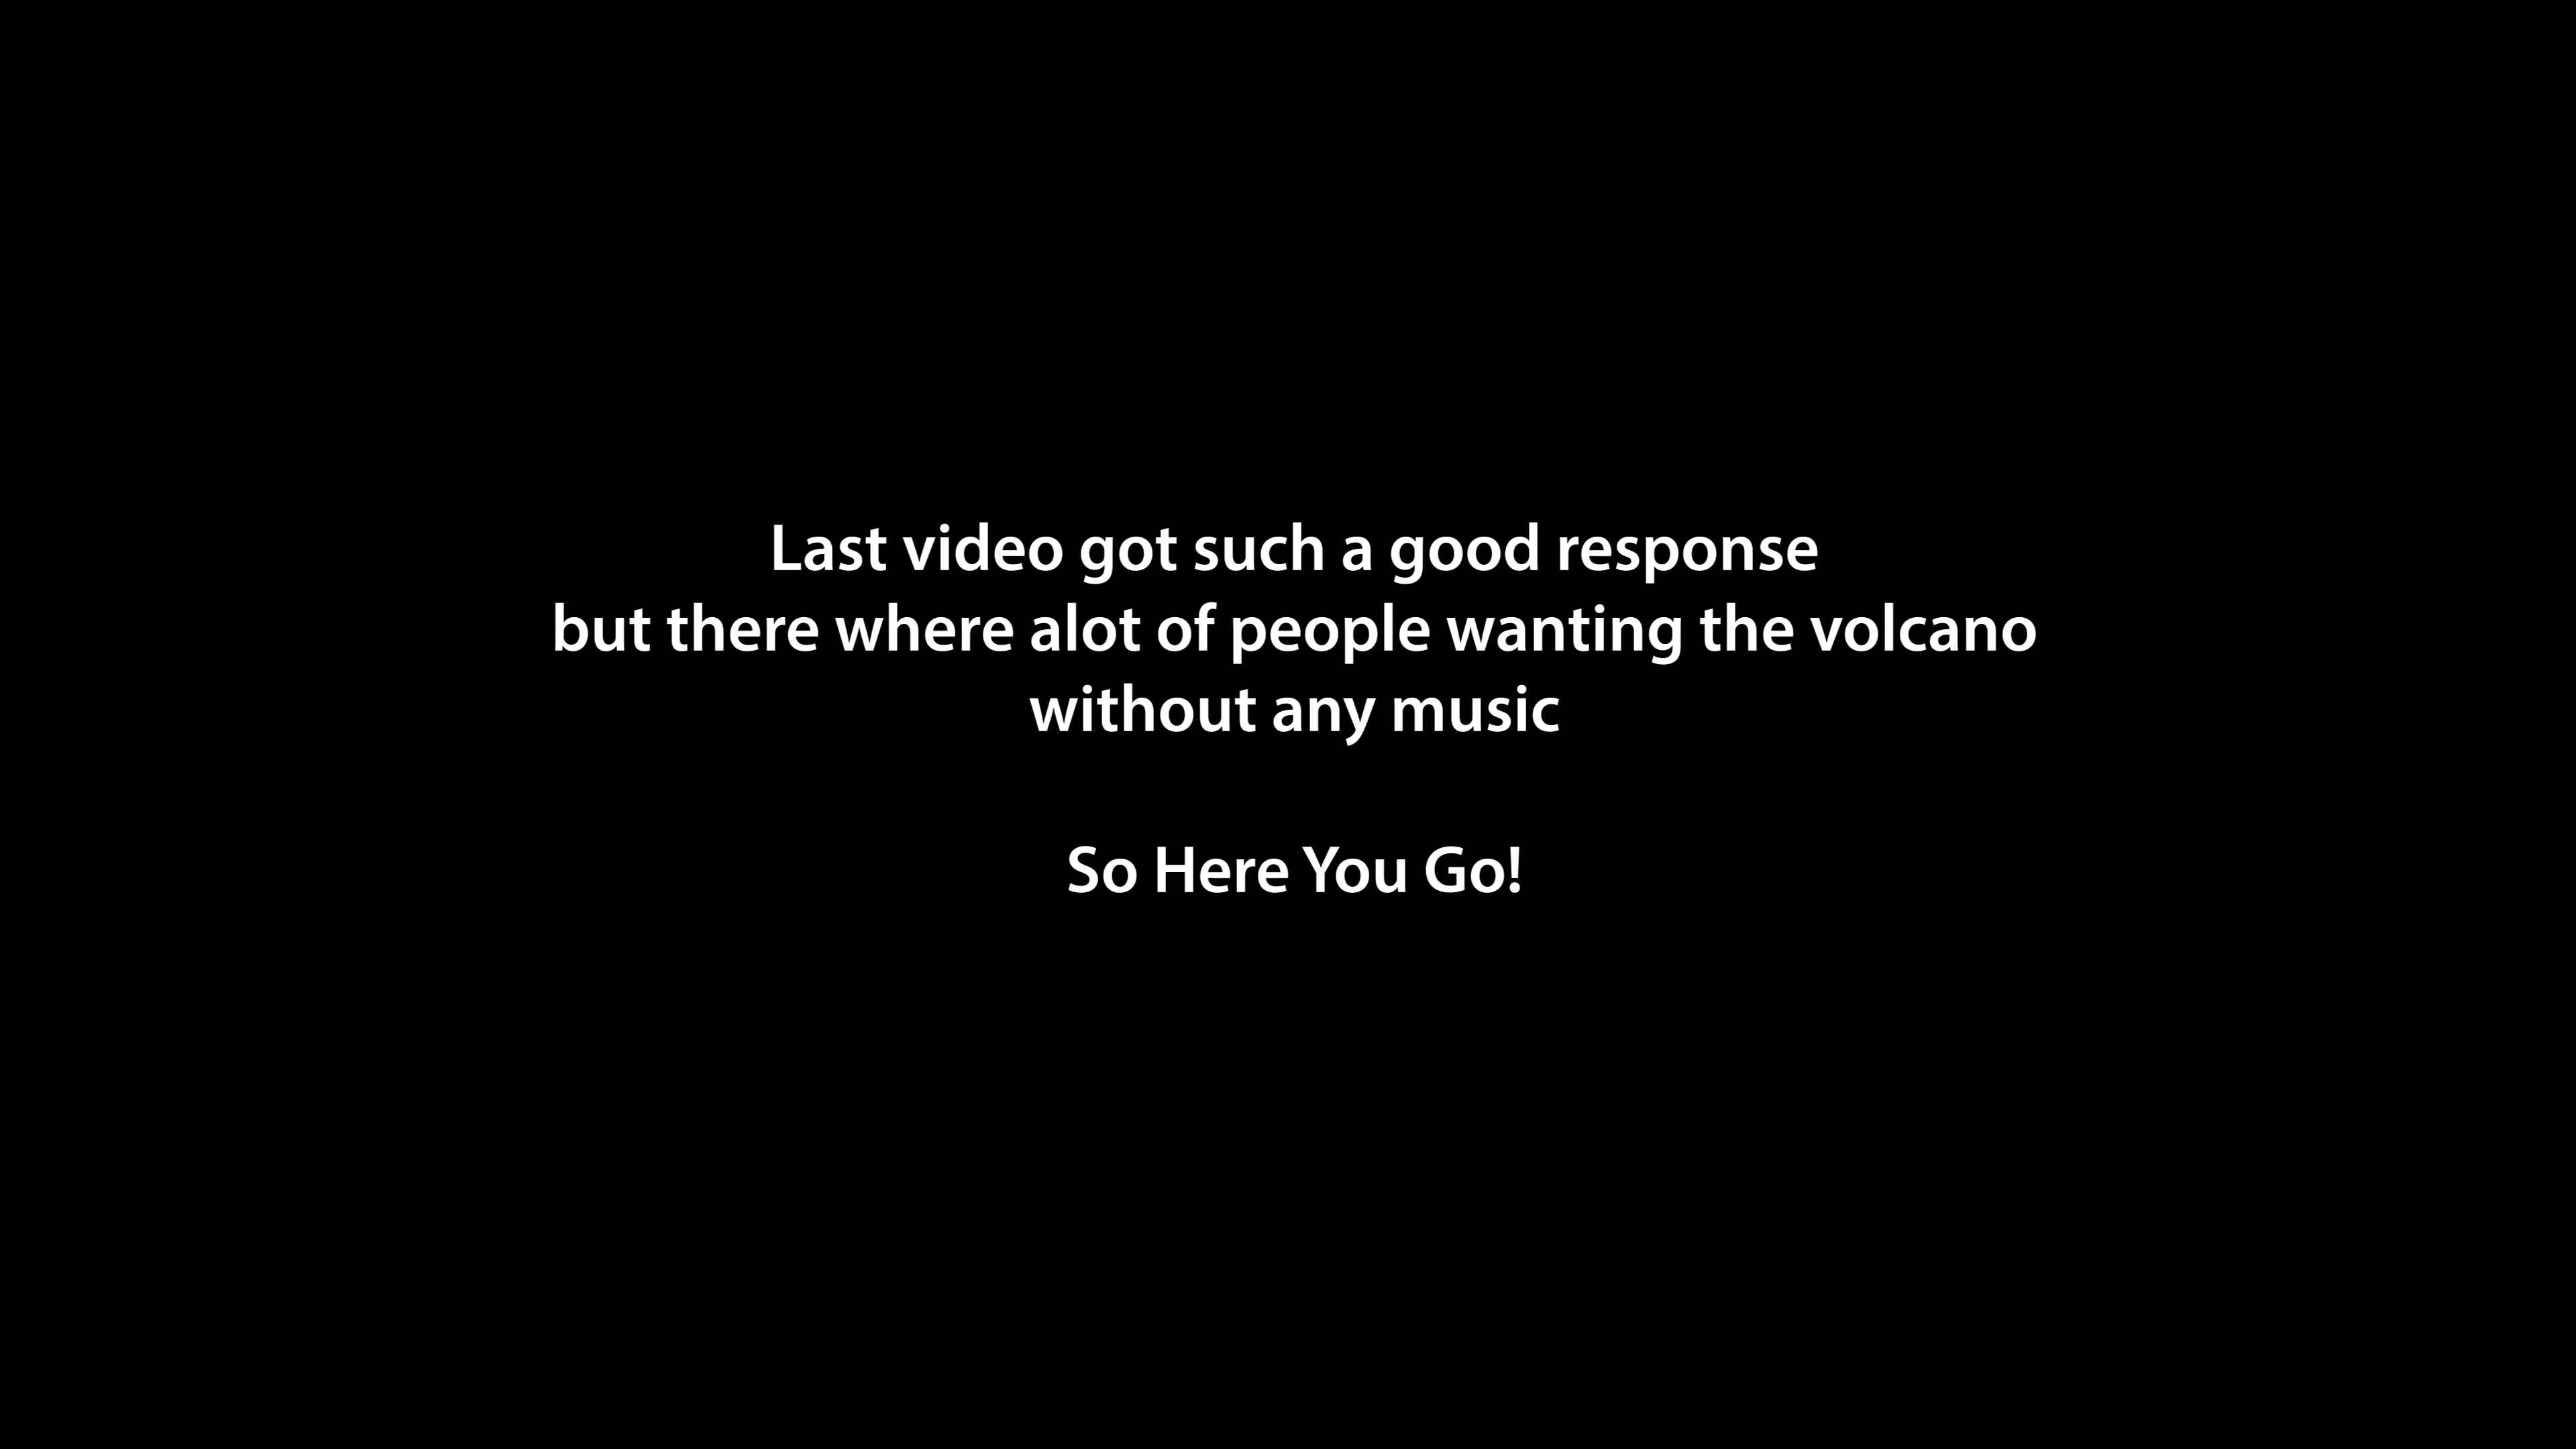 Last video got such a good response
but there where alot of people wanting the volcano
without any music
So Here You Go!